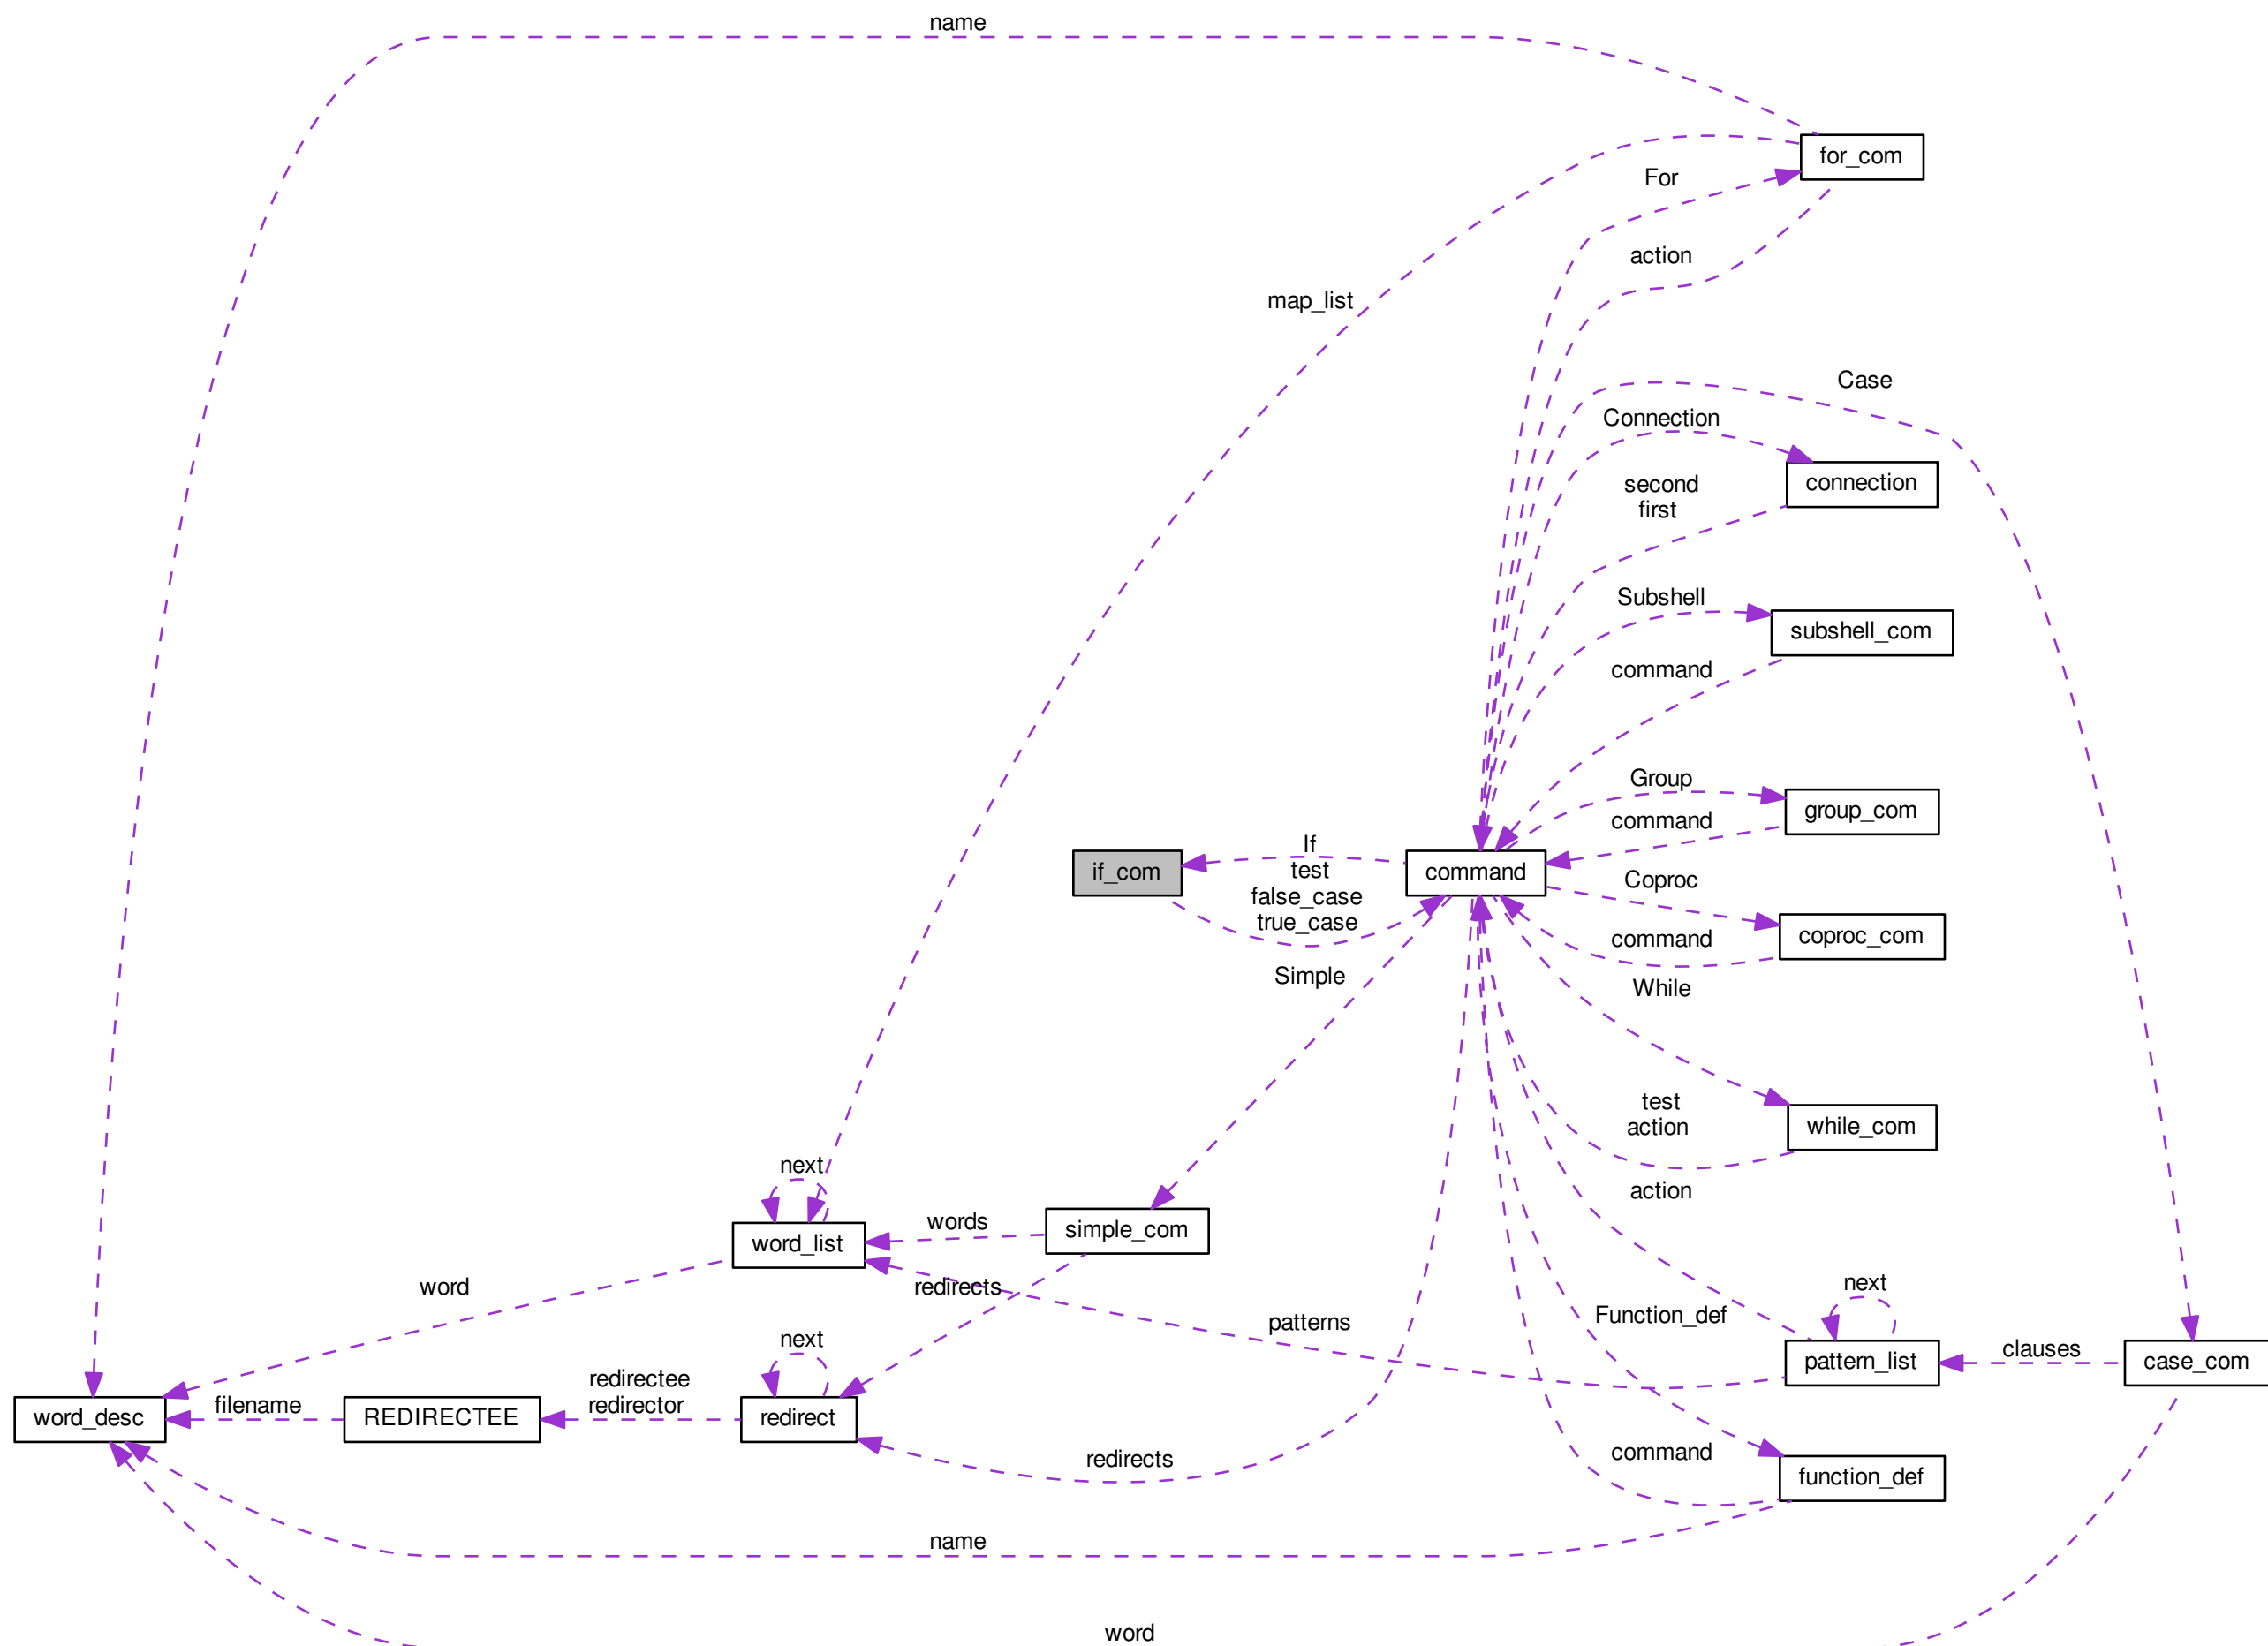 name
for_com
For
action
map_list
Case
Connection
connection
second
first
Subshell
subshell_com
command
Group
group_com
command
If
test
false_case
true_case
if_com
command
Coproc
coproc_com
command
Simple
While
test
action
while_com
next
action
words
simple_com
word_list
word
redirects
next
Function_def
patterns
next
clauses
pattern_list
case_com
redirectee
redirector
filename
word_desc
REDIRECTEE
redirect
redirects
command
function_def
name
word